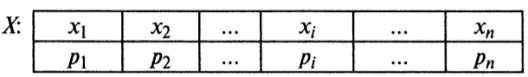 X: x₁ x₂ ... xᵢ ... xₙ
p₁ p₂ ... pᵢ ... pₙ